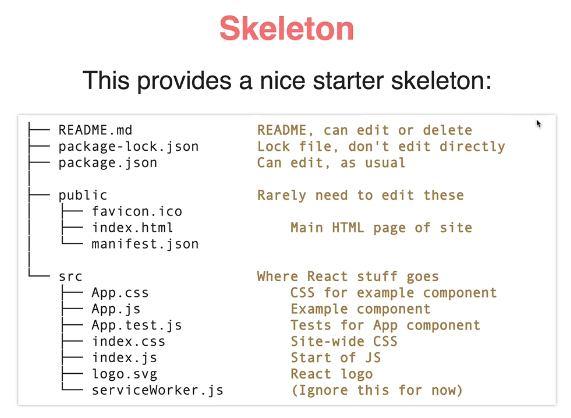 Skeleton
This provides a nice starter skeleton:
├── README.md                README, can edit or delete
├── package-lock.json        Lock file, don't edit directly
├── package.json             Can edit, as usual
│
├── public                   Rarely need to edit these
│   ├── favicon.ico
│   ├── index.html               Main HTML page of site
│   └── manifest.json
│
└── src                      Where React stuff goes
    ├── App.css                  CSS for example component
    ├── App.js                   Example component
    ├── App.test.js              Tests for App component
    ├── index.css                Site-wide CSS
    ├── index.js                 Start of JS
    ├── logo.svg                 React logo
    └── serviceWorker.js         (Ignore this for now)